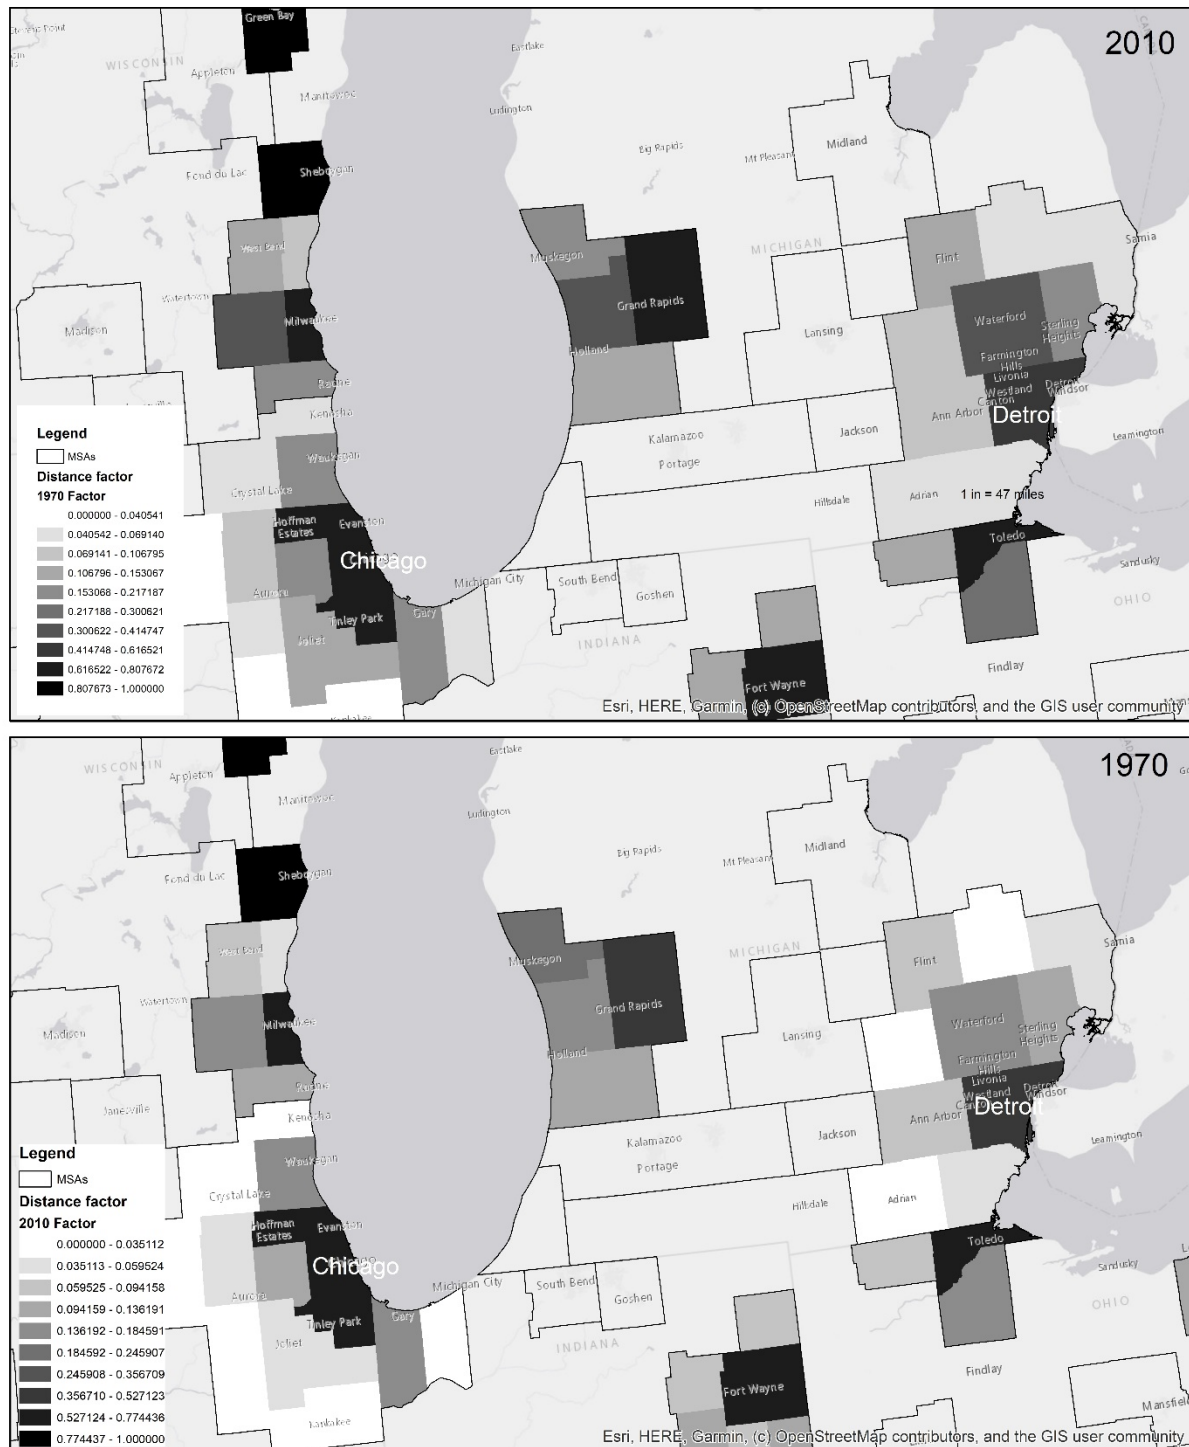 2010
Green Bay
WISCONSIN
Appleton
Manitowoc
Eastlake
Ludington
Big Rapids
Mt Pleasant
Midland
Fond du Lac
Sheboygan
West Bend
Muskegon
MICHIGAN
Flint
Sarnia
Watertown
Madison
Milwaukee
Grand Rapids
Lansing
Waterford
Sterling
Heights
Holland
Farmington
Hills
Livonia
Westland
Detroit
Windsor
Canton
Racine
Kenosha
Ann Arbor
Detroit
Leamington
Kalamazoo
Portage
Jackson
Waukegan
Crystal Lake
Hillsdale
Adrian
1 in = 47 miles
Hoffman
Estates
Evanston
Chicago
Toledo
Sandusky
Michigan City
South Bend
Goshen
Aurora
Gary
Tinley Park
Joliet
INDIANA
OHIO
Findlay
Fort Wayne
Kankakee
Legend
MSAs
Distance factor
1970 Factor
0.000000 - 0.040541
0.040542 - 0.069140
0.069141 - 0.106795
0.106796 - 0.153067
0.153068 - 0.217187
0.217188 - 0.300621
0.300622 - 0.414747
0.414748 - 0.616521
0.616522 - 0.807672
0.807673 - 1.000000
Esri, HERE, Garmin, (c) OpenStreetMap contributors, and the GIS user community
1970
WISCONSIN
Appleton
Manitowoc
Eastlake
Ludington
Big Rapids
Mt Pleasant
Midland
Fond du Lac
Sheboygan
West Bend
Muskegon
MICHIGAN
Flint
Sarnia
Watertown
Madison
Milwaukee
Grand Rapids
Lansing
Waterford
Sterling
Heights
Holland
Farmington
Hills
Livonia
Westland
Detroit
Windsor
Janesville
Racine
Kenosha
Ann Arbor
Detroit
Leamington
Kalamazoo
Portage
Jackson
Waukegan
Crystal Lake
Hillsdale
Adrian
Hoffman
Estates
Evanston
Chicago
Toledo
Sandusky
Michigan City
South Bend
Goshen
Aurora
Gary
Tinley Park
Joliet
INDIANA
OHIO
Findlay
Fort Wayne
Mansfield
Kankakee
Legend
MSAs
Distance factor
2010 Factor
0.000000 - 0.035112
0.035113 - 0.059524
0.059525 - 0.094158
0.094159 - 0.136191
0.136192 - 0.184591
0.184592 - 0.245907
0.245908 - 0.356709
0.356710 - 0.527123
0.527124 - 0.774436
0.774437 - 1.000000
Esri, HERE, Garmin, (c) OpenStreetMap contributors, and the GIS user community